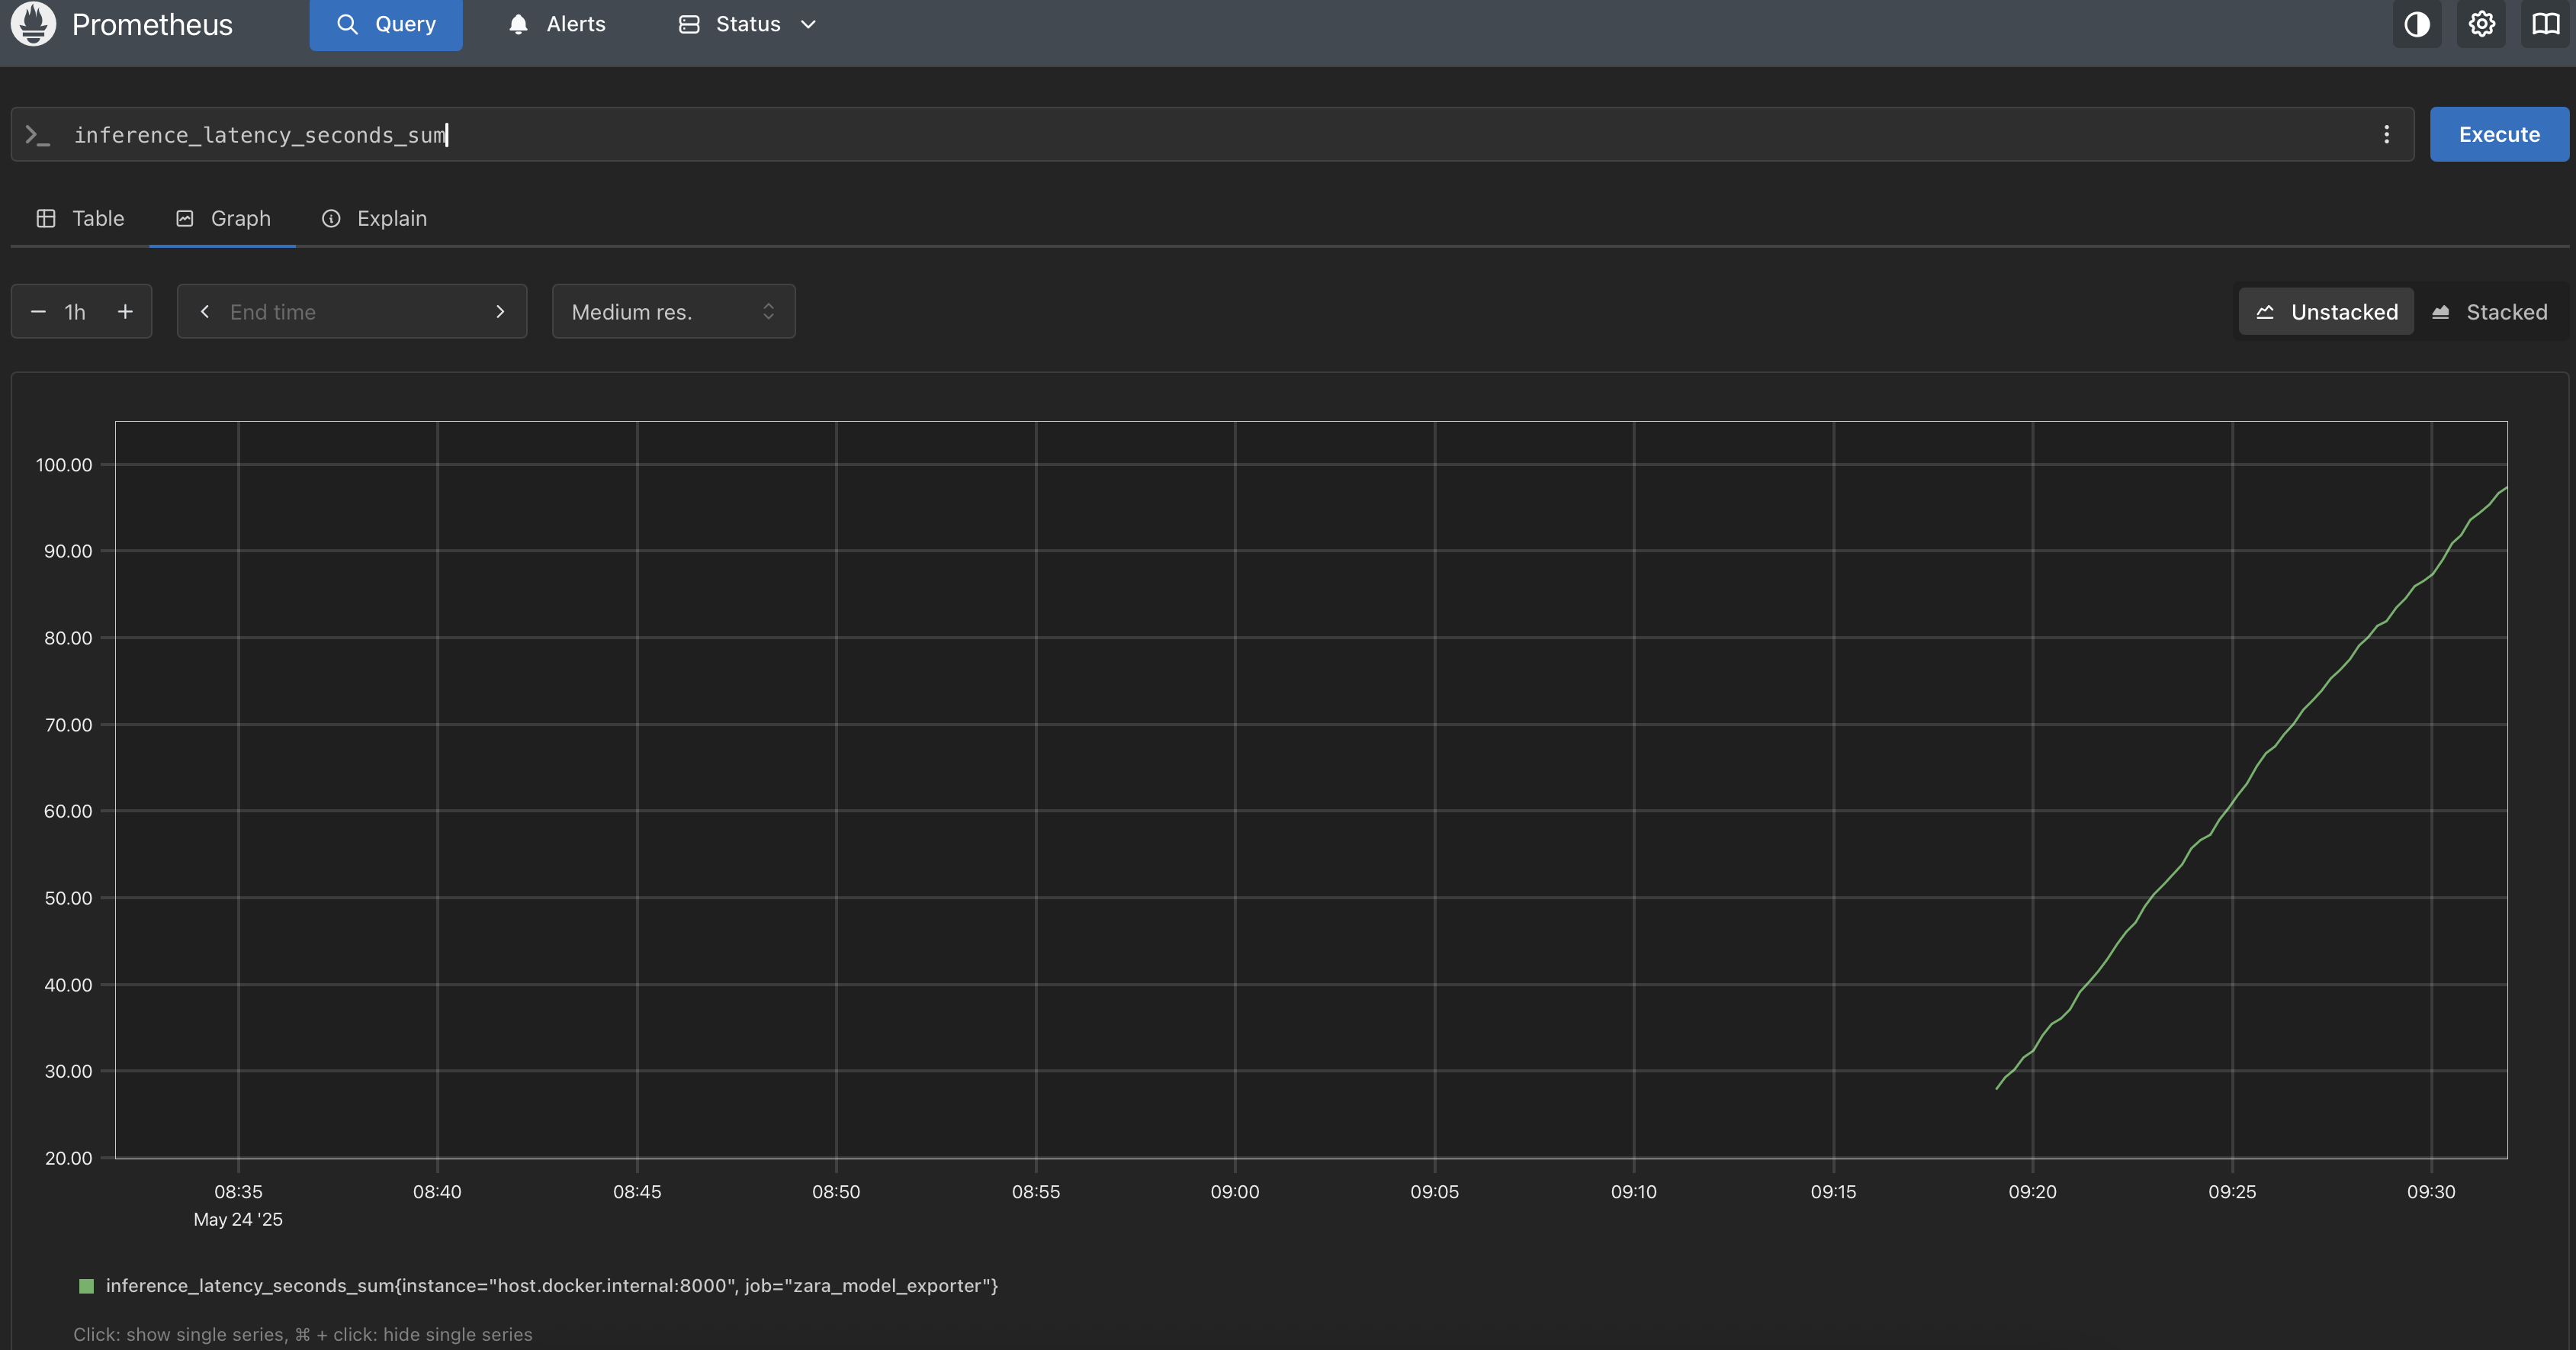 Prometheus
Query
Alerts
Status
inference_latency_seconds_sum
Execute
Table
Graph
Explain
1h
End time
Medium res.
Unstacked
Stacked
100.00
90.00
80.00
70.00
60.00
50.00
40.00
30.00
20.00
08:35 08:40 08:45 08:50 08:55 09:00 09:05 09:10 09:15 09:20 09:25 09:30
May 24 '25
inference_latency_seconds_sum{instance="host.docker.internal:8000", job="zara_model_exporter"}
Click: show single series, ⌘ + click: hide single series